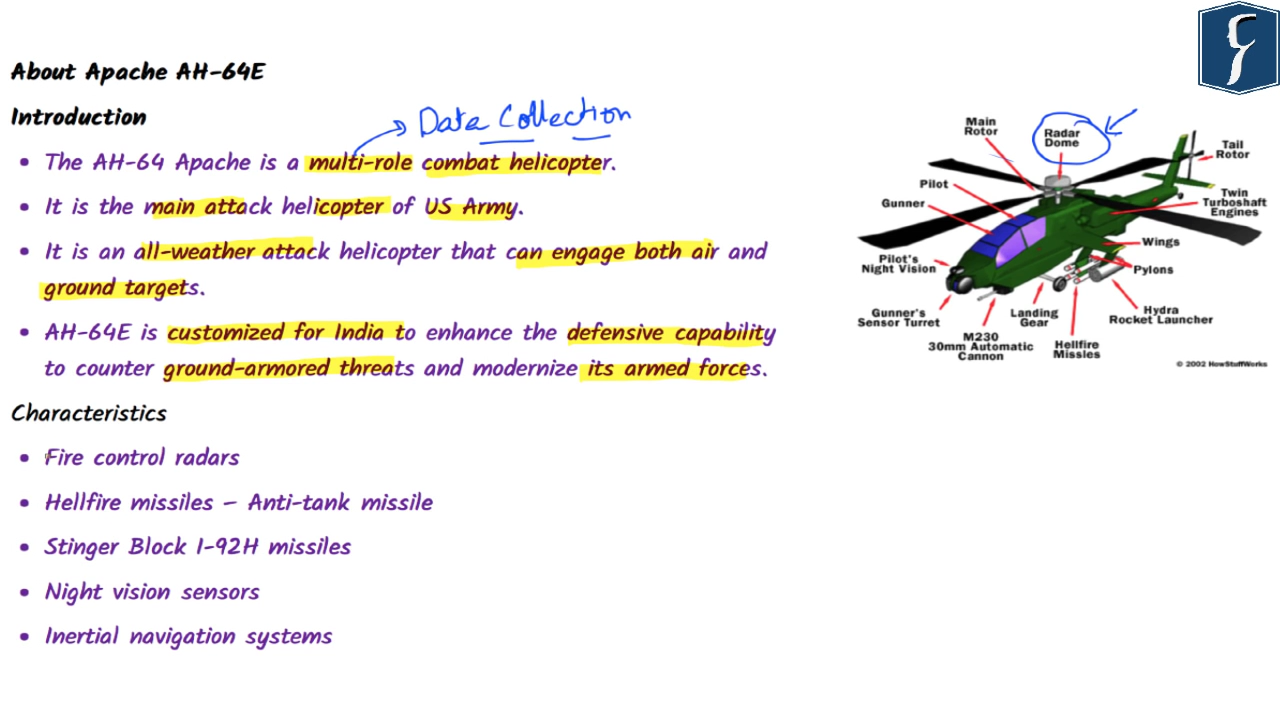 About Apache AH-64E
Introduction
Data Collection
• The AH-64 Apache is a multi-role combat helicopter.
• It is the main attack helicopter of US Army.
• It is an all-weather attack helicopter that can engage both air and
ground targets.
• AH-64E is customized for India to enhance the defensive capability
to counter ground-armored threats and modernize its armed forces.
Characteristics
• Fire control radars
• Hellfire missiles – Anti-tank missile
• Stinger Block I-92H missiles
• Night vision sensors
• Inertial navigation systems
Main
Rotor
Radar
Dome
Tail
Rotor
Pilot
Gunner
Twin
Turboshaft
Engines
Wings
Pylons
Pilot's
Night Vision
Gunner's
Sensor Turret
M230
30mm Automatic
Cannon
Landing
Gear
Hellfire
Missles
Hydra
Rocket Launcher
© 2002 HowStuffWorks